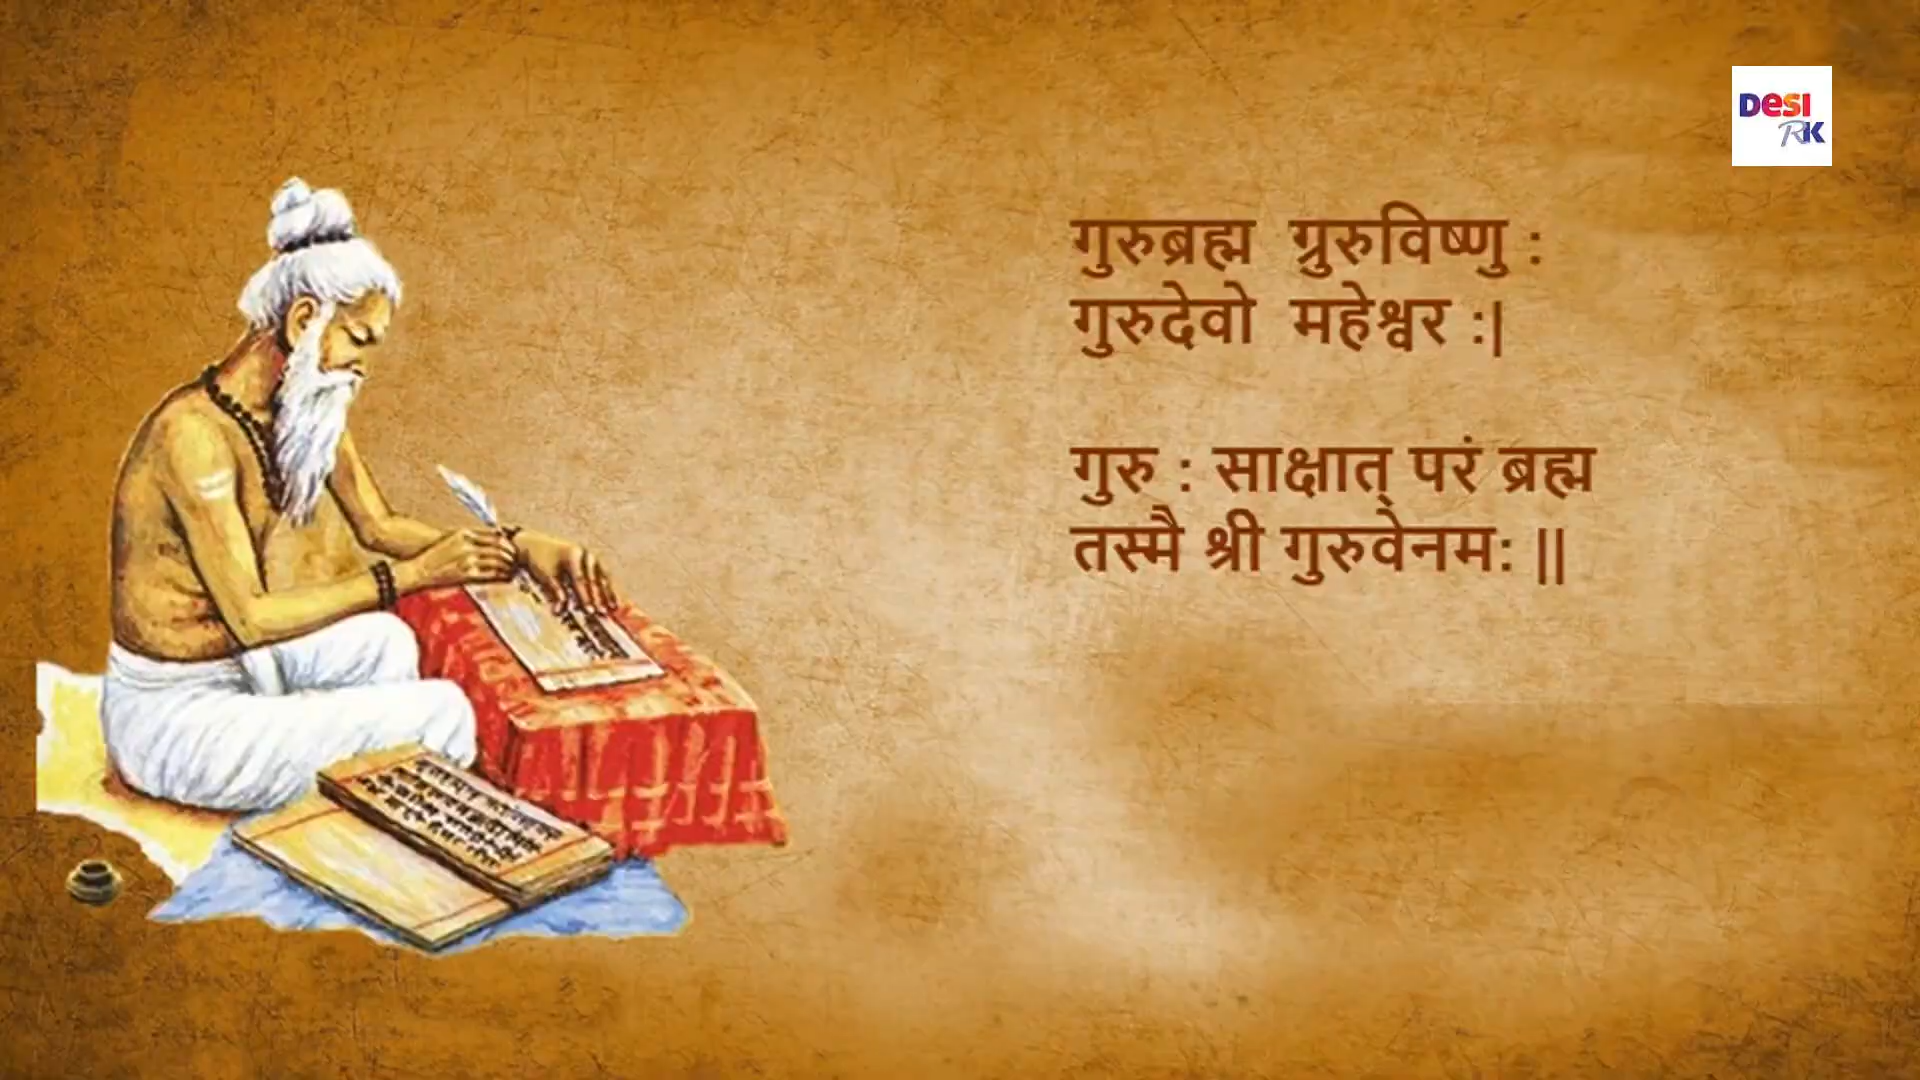 DESI
RK
गुरुब्रह्म ग्रुरुविष्णु :
गुरुदेवो महेश्वर :|
गुरु : साक्षात् परं ब्रह्म
तस्मै श्री गुरुवेनमः ||